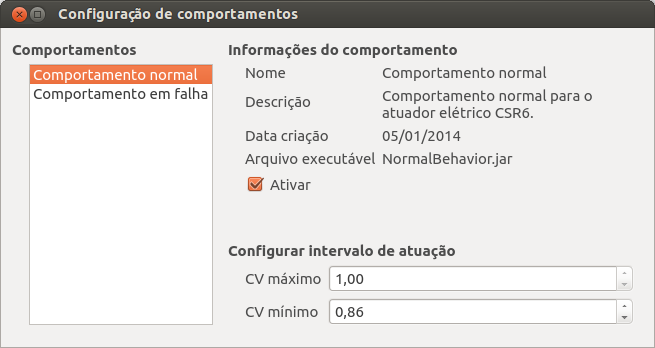 Configuração de comportamentos
Comportamentos
Comportamento normal
Comportamento em falha
Informações do comportamento
Nome Comportamento normal
Descrição Comportamento normal para o
atuador elétrico CSR6.
Data criação 05/01/2014
Arquivo executável NormalBehavior.jar
Ativar
Configurar intervalo de atuação
CV máximo 1,00
CV mínimo 0,86